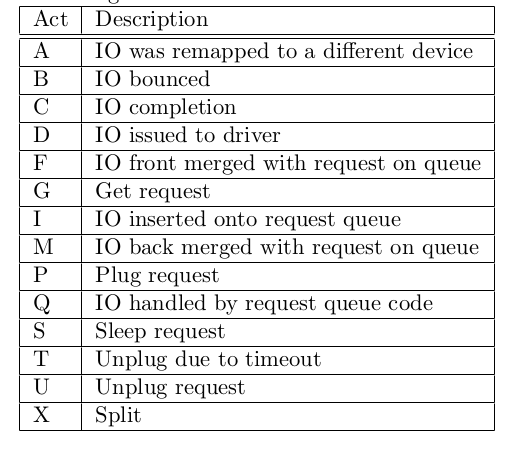 Act Description
A IO was remapped to a different device
B IO bounced
C IO completion
D IO issued to driver
F IO front merged with request on queue
G Get request
I IO inserted onto request queue
M IO back merged with request on queue
P Plug request
Q IO handled by request queue code
S Sleep request
T Unplug due to timeout
U Unplug request
X Split